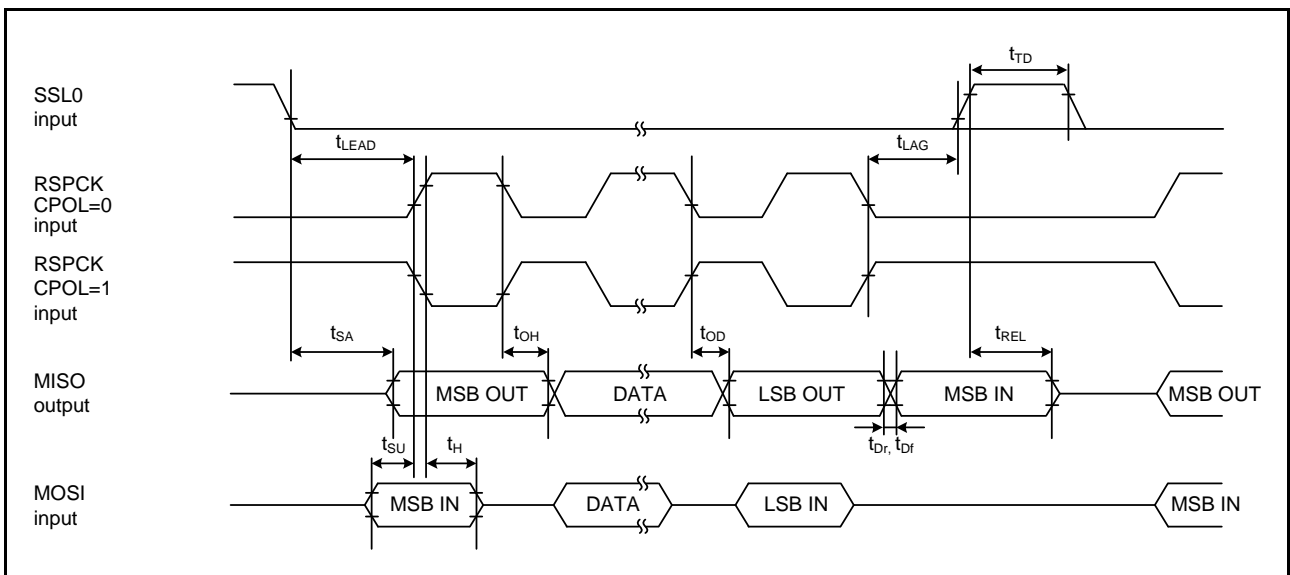 tTD
SSL0
input
tLEAD
tLAG
RSPCK
CPOL=0
input
RSPCK
CPOL=1
input
tSA
tOH
tOD
tREL
MISO
output
MSB OUT
DATA
LSB OUT
MSB IN
MSB OUT
tSU
tH
tDr, tDf
MOSI
input
MSB IN
DATA
LSB IN
MSB IN